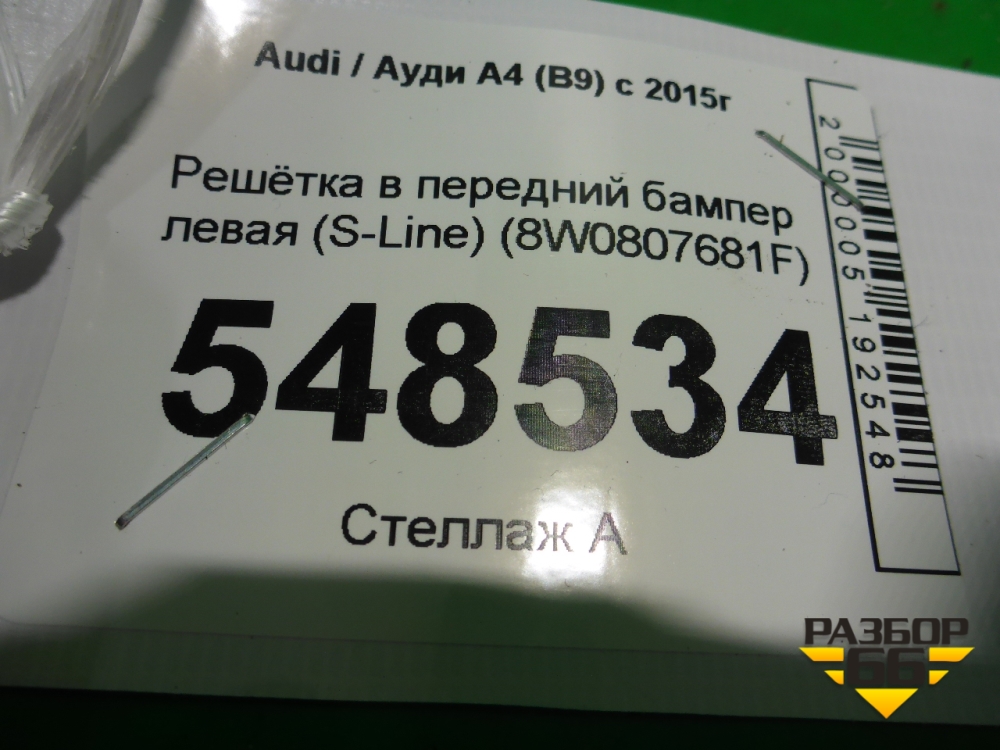 Audi / Ауди A4 (B9) с 2015г
Решётка в передний бампер
левая (S-Line) (8W0807681F)
548534
Стеллаж А
2000005192548
РАЗБОР
66